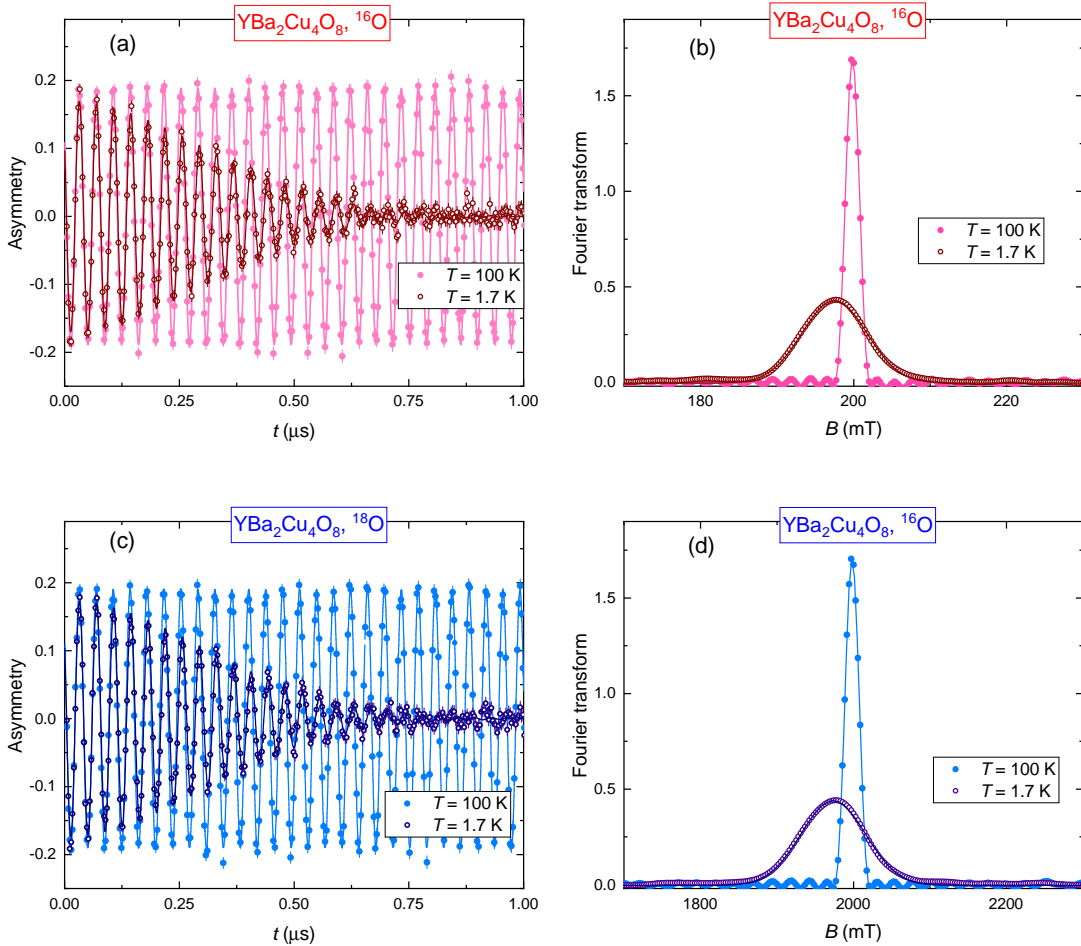 YBa₂Cu₄O₈, ¹⁶O
(a)
0.2
0.1
0.0
-0.1
-0.2
Asymmetry
T = 100 K
T = 1.7 K
0.00 0.25 0.50 0.75 1.00
t (μs)
YBa₂Cu₄O₈, ¹⁶O
(b)
1.5
1.0
0.5
0.0
Fourier transform
T = 100 K
T = 1.7 K
180 200 220
B (mT)
YBa₂Cu₄O₈, ¹⁸O
(c)
0.2
0.1
0.0
-0.1
-0.2
Asymmetry
T = 100 K
T = 1.7 K
0.00 0.25 0.50 0.75 1.00
t (μs)
YBa₂Cu₄O₈, ¹⁶O
(d)
1.5
1.0
0.5
0.0
Fourier transform
T = 100 K
T = 1.7 K
1800 2000 2200
B (mT)